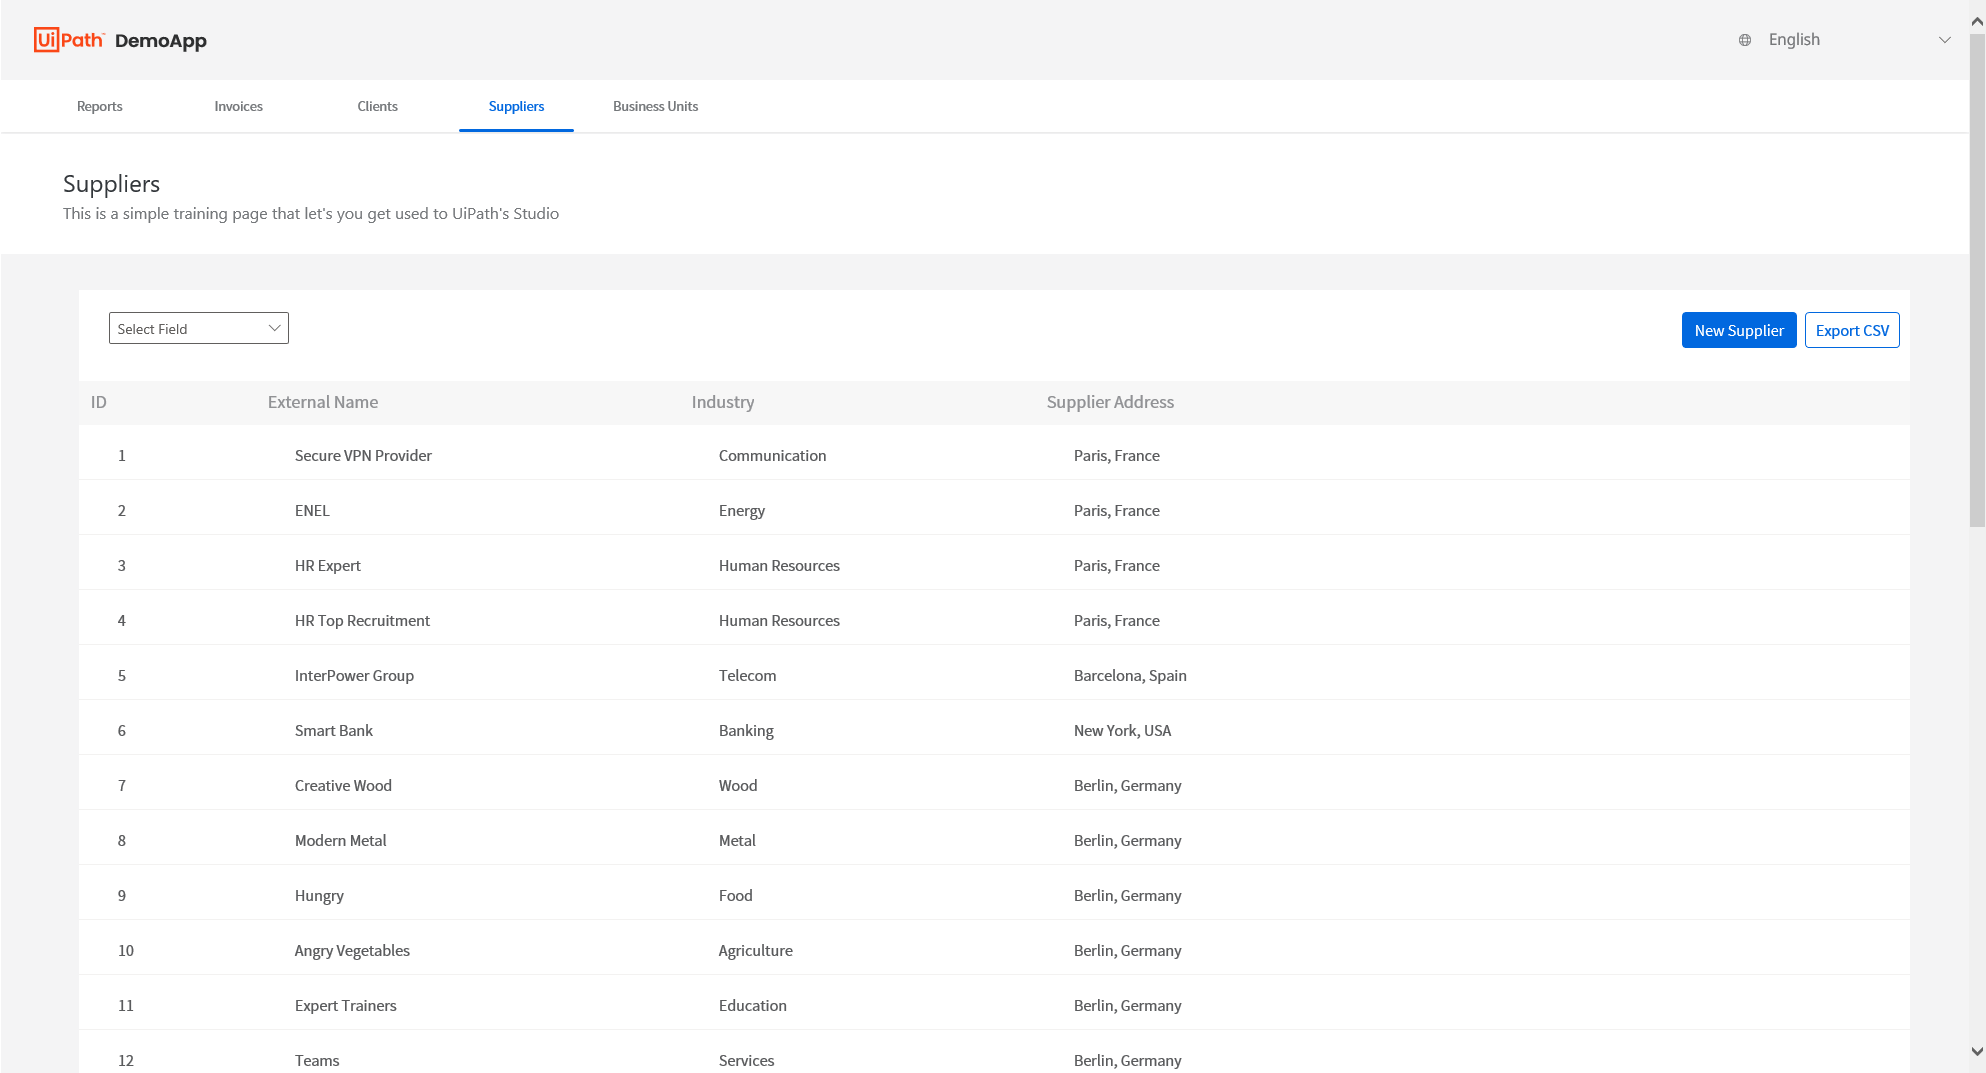 UiPath™ DemoApp
English
Reports Invoices Clients Suppliers Business Units
Suppliers
This is a simple training page that let's you get used to UiPath's Studio
Select Field
New Supplier Export CSV
ID External Name Industry Supplier Address
1 Secure VPN Provider Communication Paris, France
2 ENEL Energy Paris, France
3 HR Expert Human Resources Paris, France
4 HR Top Recruitment Human Resources Paris, France
5 InterPower Group Telecom Barcelona, Spain
6 Smart Bank Banking New York, USA
7 Creative Wood Wood Berlin, Germany
8 Modern Metal Metal Berlin, Germany
9 Hungry Food Berlin, Germany
10 Angry Vegetables Agriculture Berlin, Germany
11 Expert Trainers Education Berlin, Germany
12 Teams Services Berlin, Germany